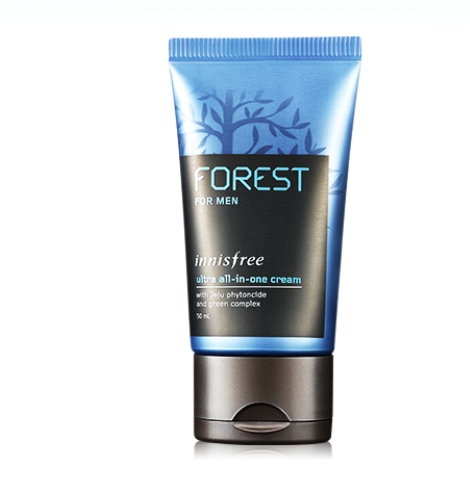 FOREST
FOR MEN
innisfree
ultra all-in-one cream
with Jeju phytoncide
and green complex
50 mL